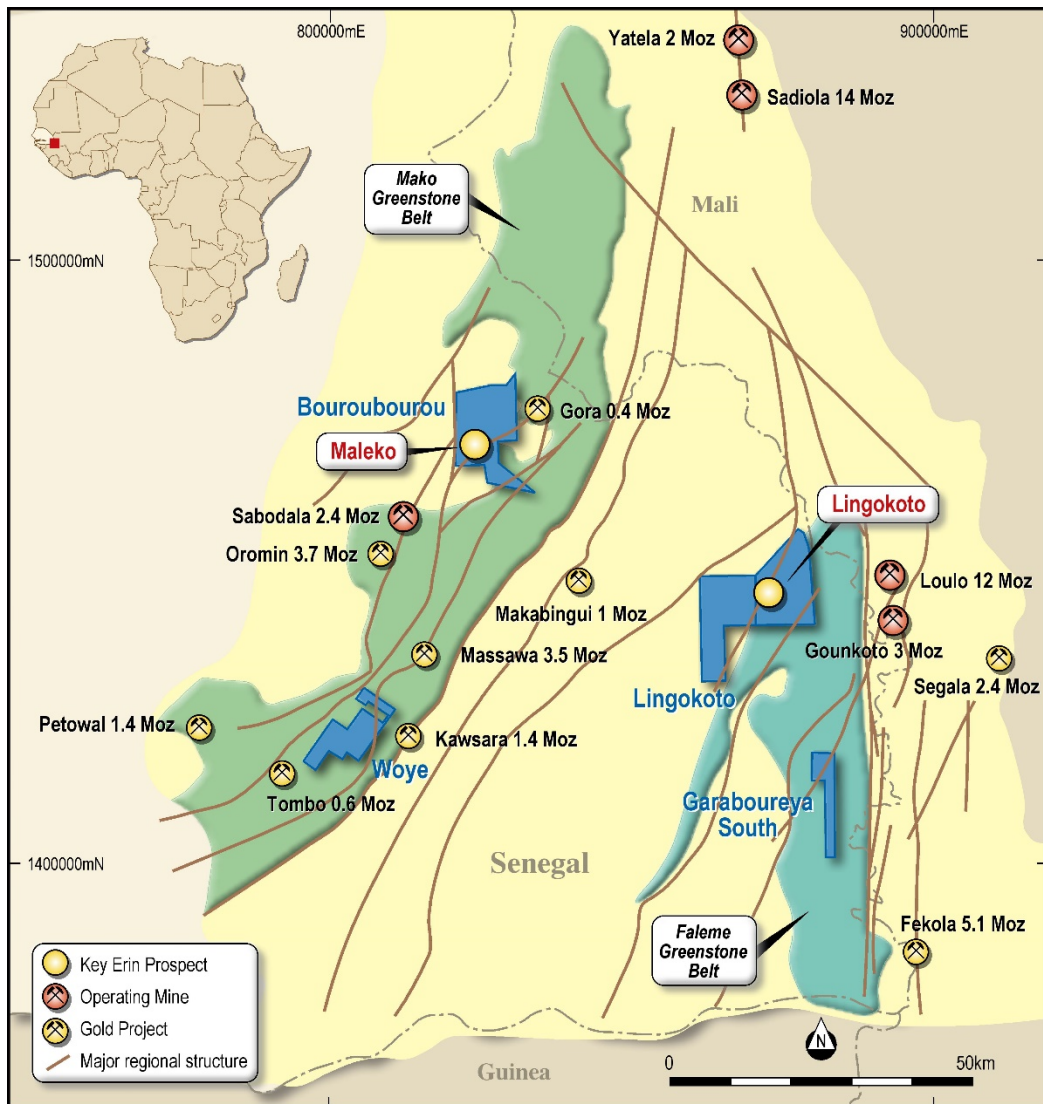 800000mE
900000mE
Yatela 2 Moz
Sadiola 14 Moz
Mako
Greenstone
Belt
Mali
1500000mN
Bouroubourou
Gora 0.4 Moz
Maleko
Sabodala 2.4 Moz
Lingokoto
Oromin 3.7 Moz
Loulo 12 Moz
Makabingui 1 Moz
Gounkoto 3 Moz
Massawa 3.5 Moz
Segala 2.4 Moz
Lingokoto
Petowal 1.4 Moz
Kawsara 1.4 Moz
Woye
Tombo 0.6 Moz
Garaboureya
South
Senegal
1400000mN
Faleme
Greenstone
Belt
Fekola 5.1 Moz
Key Erin Prospect
Operating Mine
Gold Project
Major regional structure
N
0
50km
Guinea